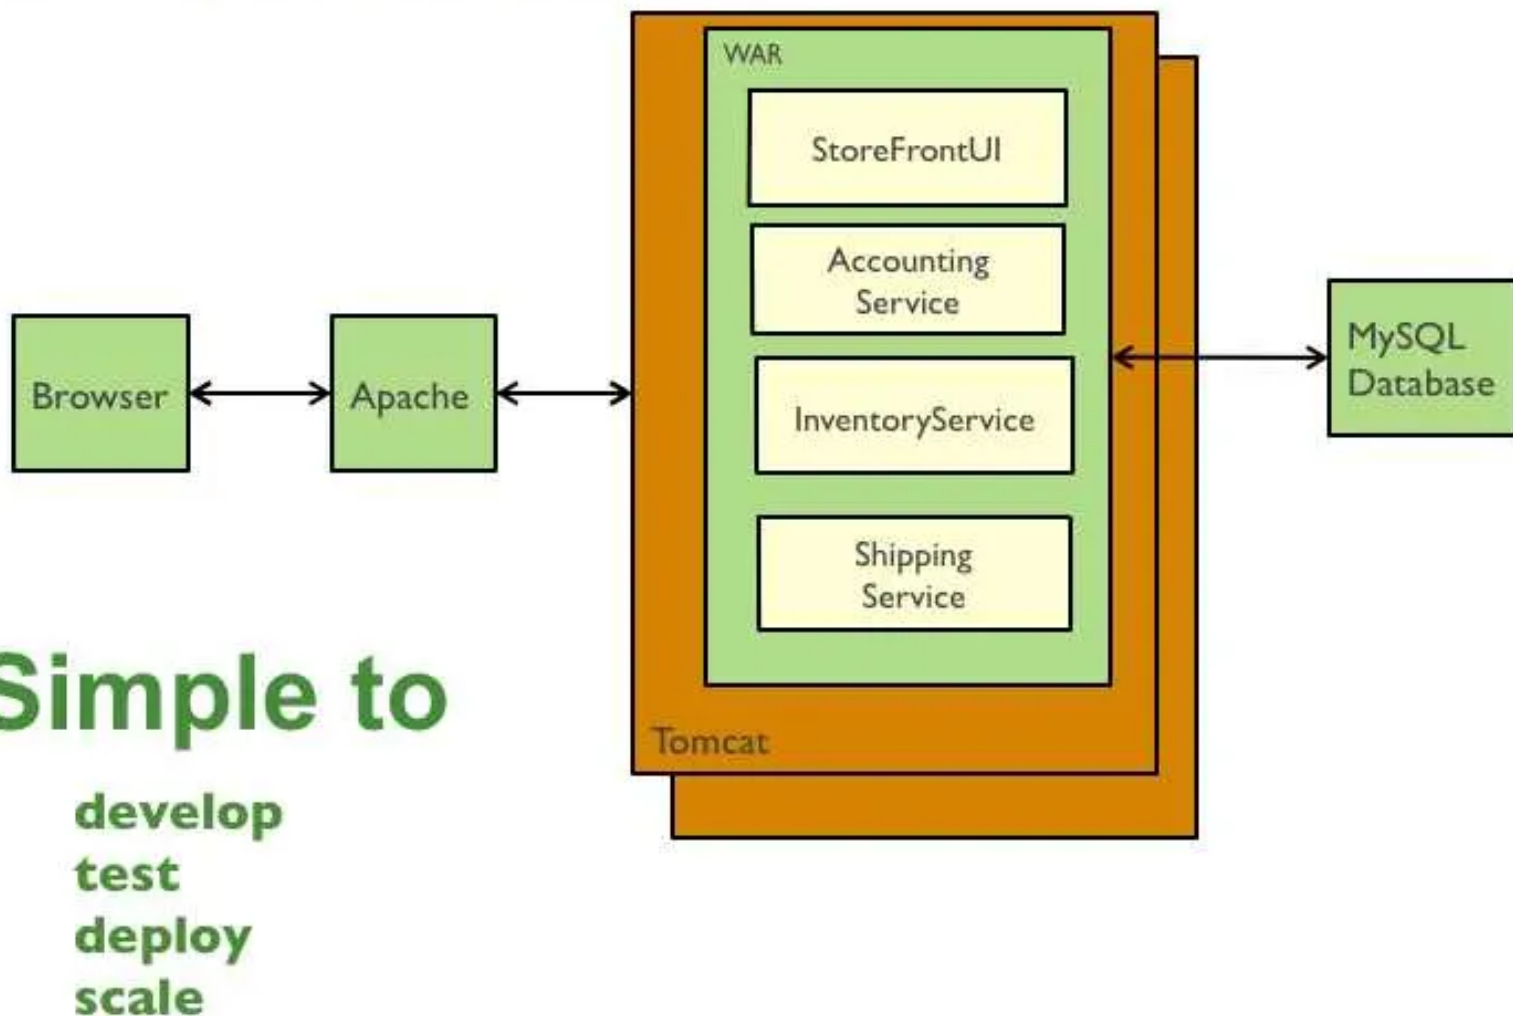 WAR
StoreFrontUI
Accounting
Service
InventoryService
Shipping
Service
Tomcat
Browser
Apache
MySQL
Database
Simple to
develop
test
deploy
scale